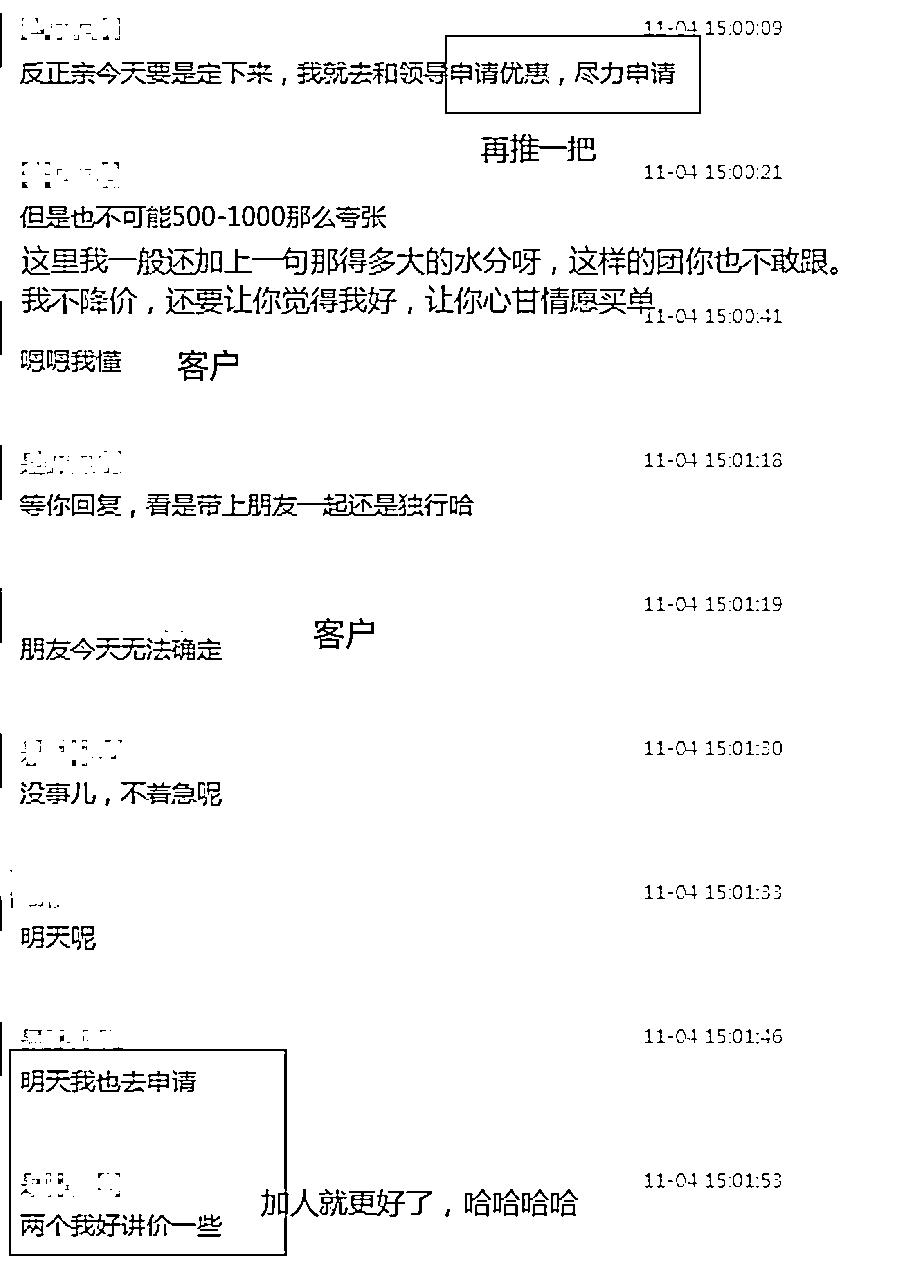 11-04 15:00:09
反正亲今天要是定下来，我就去和领导申请优惠，尽力申请
再推一把
11-04 15:00:21
但是也不可能500-1000那么夸张
这里我一般还加上一句那得多大的水分呀，这样的团你也不敢跟。
我不降价，还要让你觉得我好，让你心甘情愿买单
11-04 15:00:41
嗯嗯我懂
客户
11-04 15:01:18
等你回复，看是带上朋友一起还是独行哈
11-04 15:01:19
客户
朋友今天无法确定
11-04 15:01:30
没事儿，不着急呢
11-04 15:01:33
明天呢
11-04 15:01:46
明天我也去申请
11-04 15:01:53
加人就更好了，哈哈哈哈
两个我好讲价一些